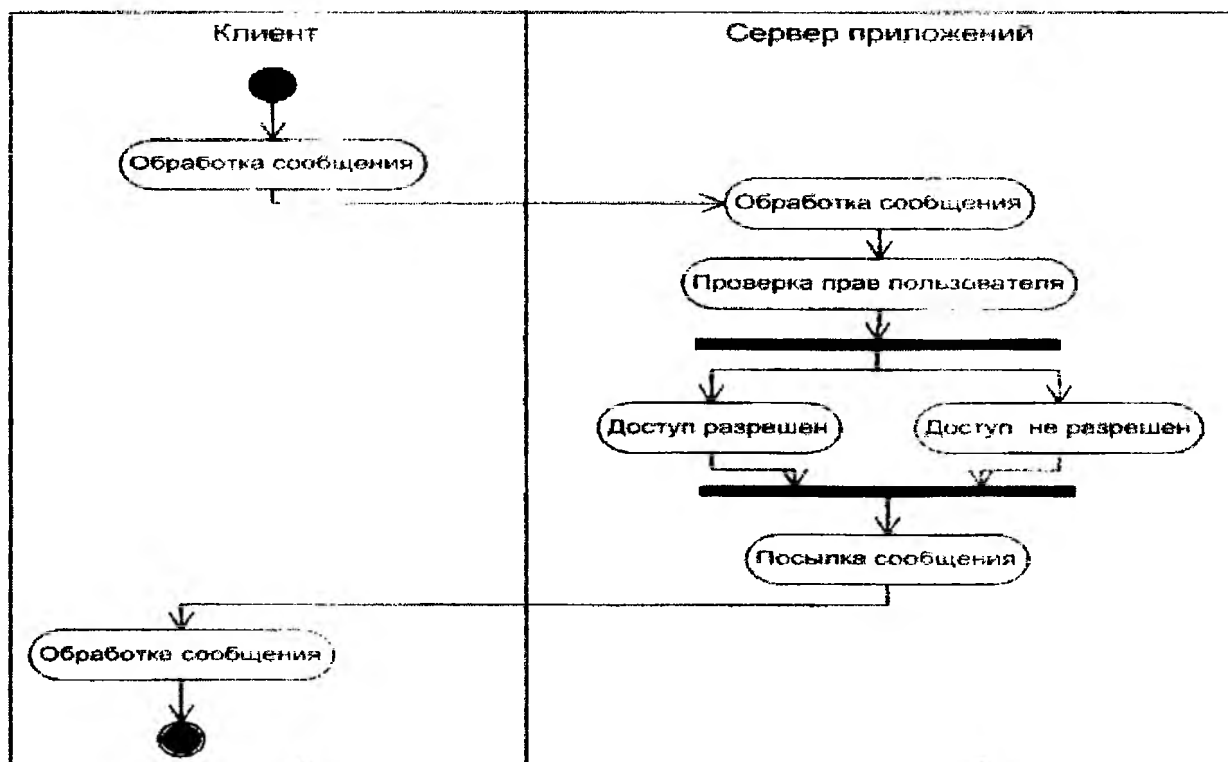 Клиент
Сервер приложений
Обработка сообщения
Обработка сообщения
Проверка прав пользователя
Доступ разрешен
Доступ не разрешен
Посылка сообщения
Обработка сообщения